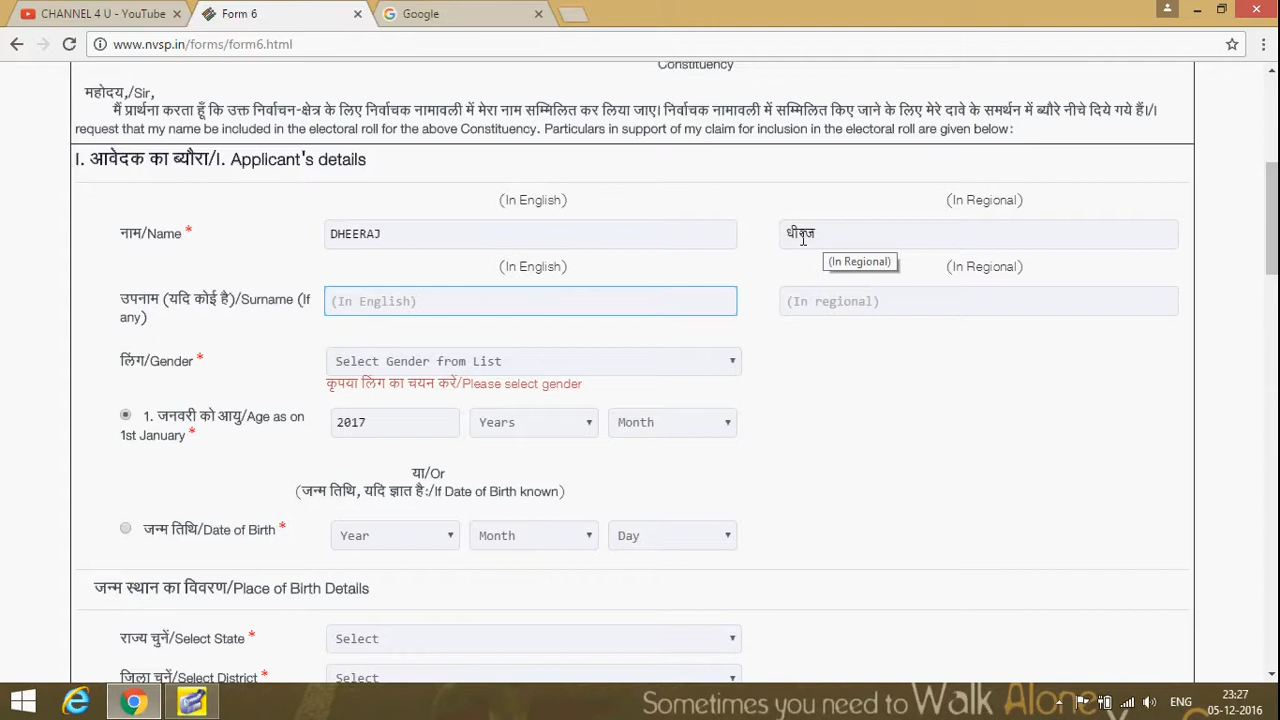 CHANNEL 4 U - YouTube
Form 6
Google
www.nvsp.in/forms/form6.html
Constituency
महोदय,/Sir,
मैं प्रार्थना करता हूँ कि उक्त निर्वाचन-क्षेत्र के लिए निर्वाचक नामावली में मेरा नाम सम्मिलित कर लिया जाए। निर्वाचक नामावली में सम्मिलित किए जाने के लिए मेरे दावे के समर्थन में ब्यौरे नीचे दिये गये हैं।/I
request that my name be included in the electoral roll for the above Constituency. Particulars in support of my claim for inclusion in the electoral roll are given below:
I. आवेदक का ब्यौरा/I. Applicant's details
(In English) (In Regional)
नाम/Name * DHEERAJ धीरज
(In Regional)
(In English) (In Regional)
उपनाम (यदि कोई है)/Surname (If
any)
(In English) (In regional)
लिंग/Gender * Select Gender from List
कृपया लिंग का चयन करें/Please select gender
1. जनवरी को आयु/Age as on
1st January *
2017 Years Month
या/Or
(जन्म तिथि, यदि ज्ञात है:/If Date of Birth known)
जन्म तिथि/Date of Birth * Year Month Day
जन्म स्थान का विवरण/Place of Birth Details
राज्य चुनें/Select State * Select
जिला चुनें/Select District * Select
Sometimes you need to Walk Alone
ENG
23:27
05-12-2016